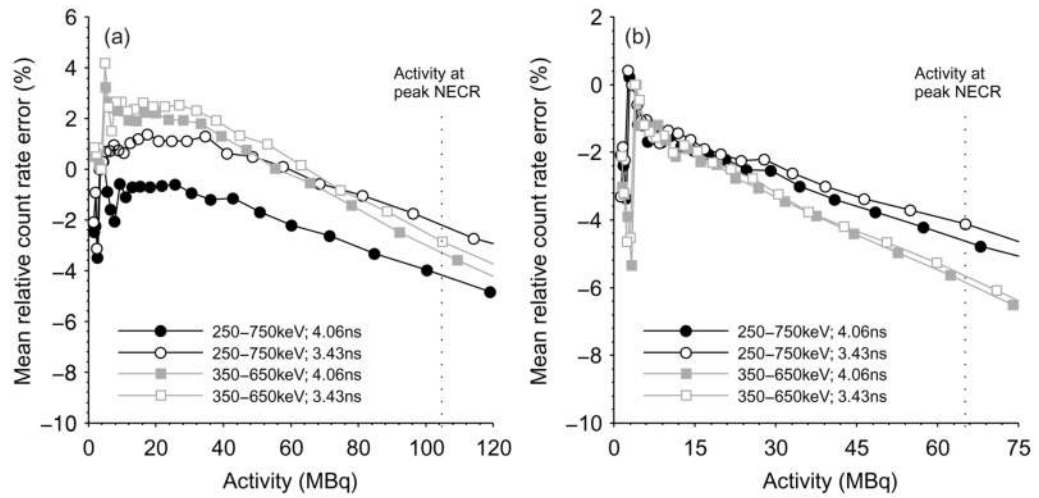 (a)
Mean relative count rate error (%)
6
4
2
0
−2
−4
−6
−8
−10
Activity at
peak NECR
250−750keV; 4.06ns
250−750keV; 3.43ns
350−650keV; 4.06ns
350−650keV; 3.43ns
0 20 40 60 80 100 120
Activity (MBq)
(b)
Mean relative count rate error (%)
2
0
−2
−4
−6
−8
−10
Activity at
peak NECR
250−750keV; 4.06ns
250−750keV; 3.43ns
350−650keV; 4.06ns
350−650keV; 3.43ns
0 15 30 45 60 75
Activity (MBq)